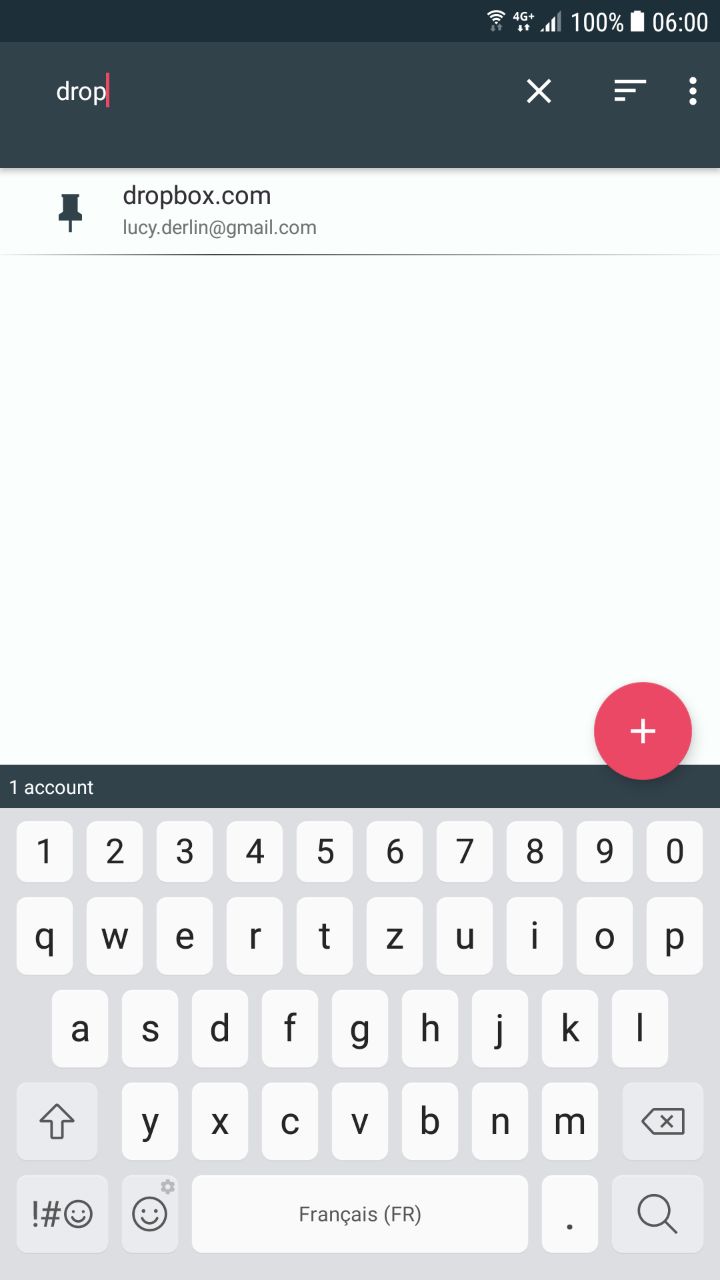 4G+ 100% 06:00
drop
dropbox.com
lucy.derlin@gmail.com
1 account
1 2 3 4 5 6 7 8 9 0
q w e r t z u i o p
a s d f g h j k l
y x c v b n m
!#☺ Français (FR) .